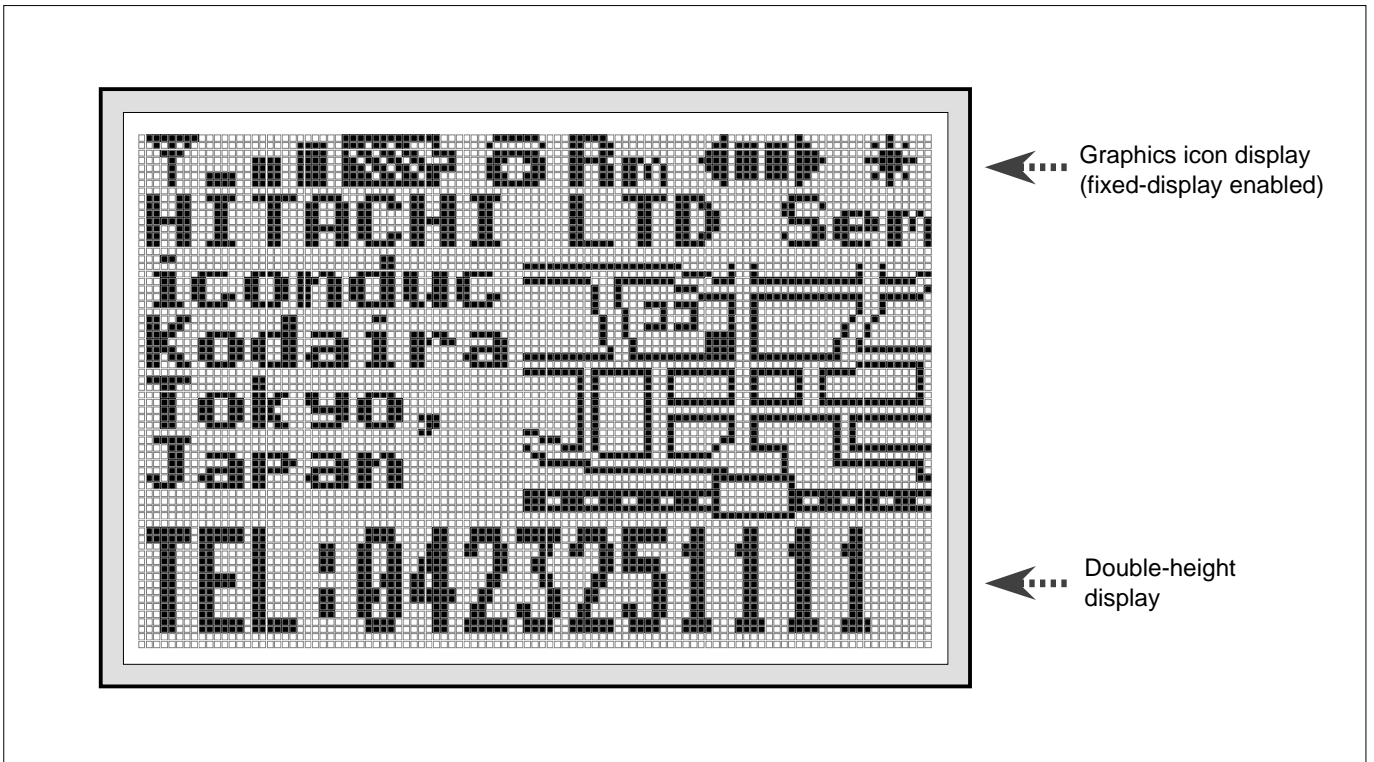 HITACHI LTD Sem
iconduc
Kodaira
Tokyo,
Japan
TEL:0423251111
Graphics icon display
(fixed-display enabled)
Double-height
display